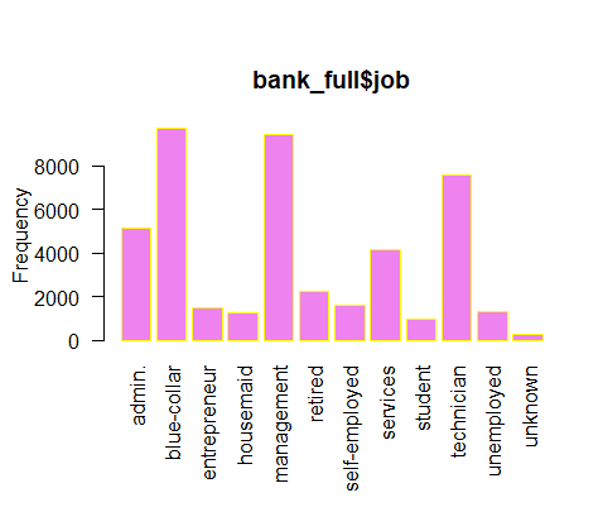 bank_full$job
Frequency
8000
6000
4000
2000
0
admin.
blue-collar
entrepreneur
housemaid
management
retired
self-employed
services
student
technician
unemployed
unknown